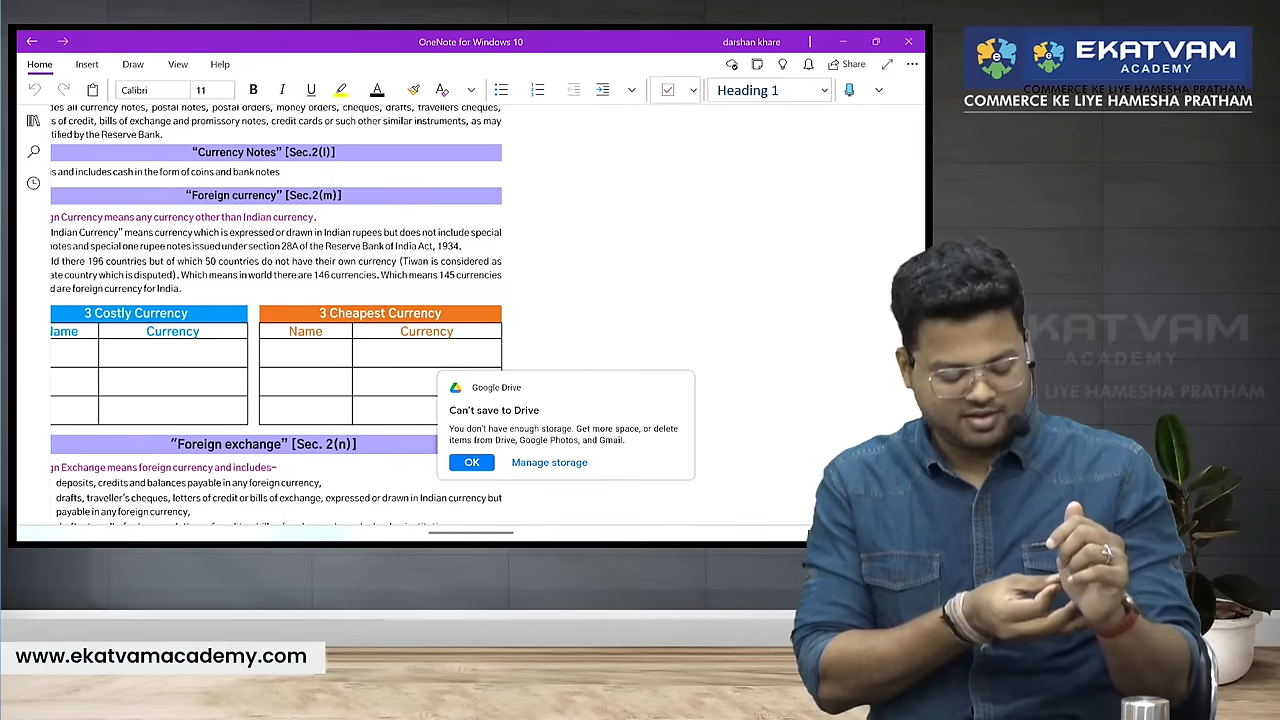 OneNote for Windows 10
darshan khare
Home Insert Draw View Help
Share
Calibri 11 B I U A Heading 1
des all currency notes, postal notes, postal orders, money orders, cheques, drafts, travellers cheques,
rs of credit, bills of exchange and promissory notes, credit cards or such other similar instruments, as may
tified by the Reserve Bank.
"Currency Notes" [Sec.2(l)]
s and includes cash in the form of coins and bank notes
"Foreign currency" [Sec.2(m)]
gn Currency means any currency other than Indian currency.
Indian Currency" means currency which is expressed or drawn in Indian rupees but does not include special
notes and special one rupee notes issued under section 28A of the Reserve Bank of India Act, 1934.
ld there 196 countries but of which 50 countries do not have their own currency (Tiwan is considered as
ate country which is disputed). Which means in world there are 146 currencies. Which means 145 currencies
d are foreign currency for India.
3 Costly Currency 3 Cheapest Currency
Name Currency Name Currency
"Foreign exchange" [Sec. 2(n)]
gn Exchange means foreign currency and includes-
deposits, credits and balances payable in any foreign currency,
drafts, traveller's cheques, letters of credit or bills of exchange, expressed or drawn in Indian currency but
payable in any foreign currency,
Google Drive
Can't save to Drive
You don't have enough storage. Get more space, or delete
items from Drive, Google Photos, and Gmail.
OK Manage storage
EKATVAM
ACADEMY
COMMERCE KE LIYE HAMESHA PRATHAM
COMMERCE KE LIYE HAMESHA PRATHAM
EKATVAM
ACADEMY
LIYE HAMESHA PRATHAM
www.ekatvamacademy.com